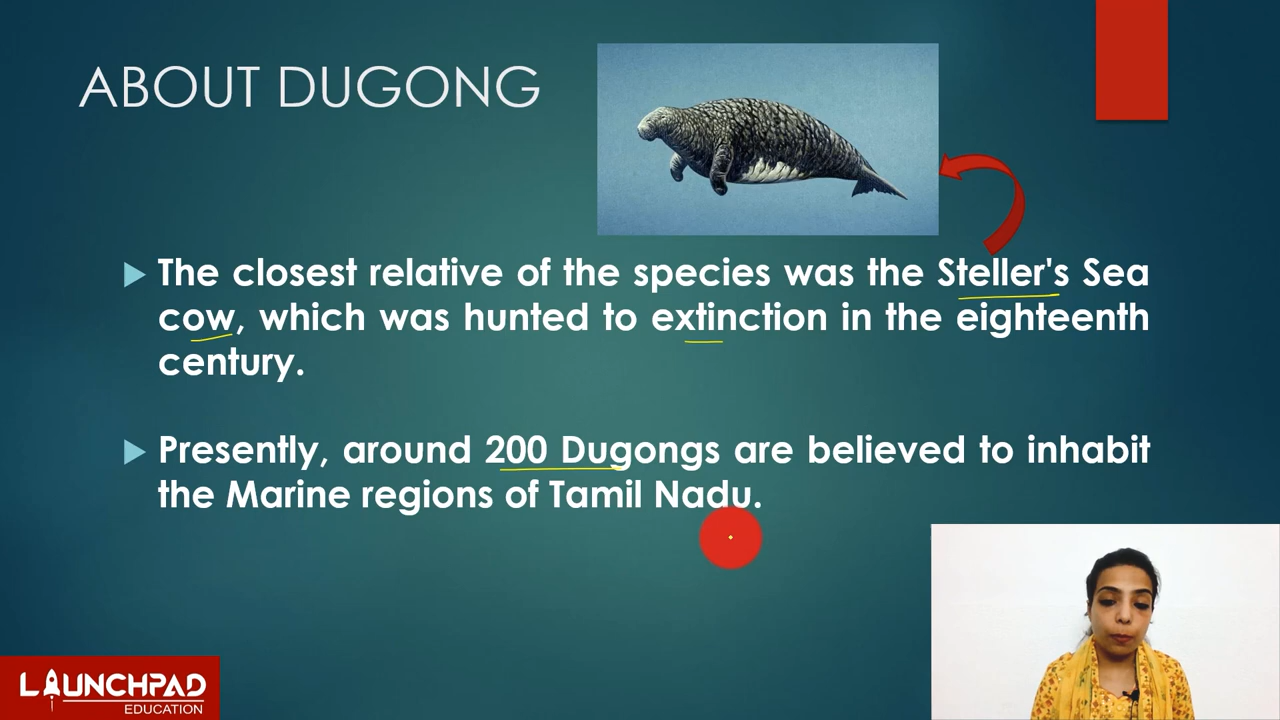 ABOUT DUGONG
The closest relative of the species was the Steller's Sea
cow, which was hunted to extinction in the eighteenth
century.
Presently, around 200 Dugongs are believed to inhabit
the Marine regions of Tamil Nadu.
LAUNCHPAD
EDUCATION